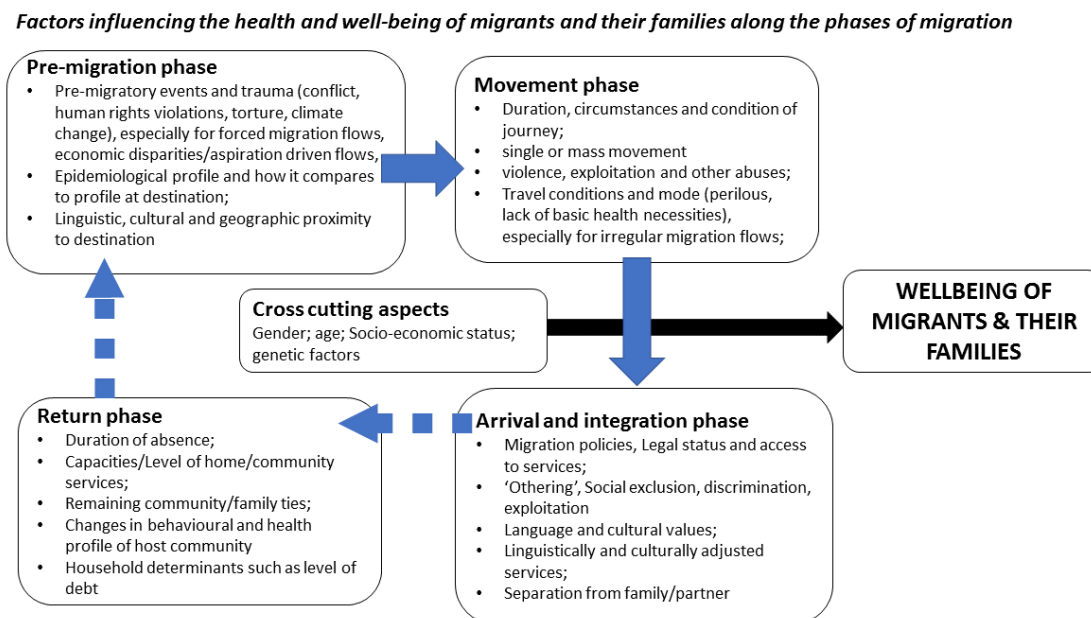 Factors influencing the health and well-being of migrants and their families along the phases of migration
Pre-migration phase
• Pre-migratory events and trauma (conflict,
human rights violations, torture, climate
change), especially for forced migration flows,
economic disparities/aspiration driven flows,
• Epidemiological profile and how it compares
to profile at destination;
• Linguistic, cultural and geographic proximity
to destination
Movement phase
• Duration, circumstances and condition of
journey;
• single or mass movement
• violence, exploitation and other abuses;
• Travel conditions and mode (perilous,
lack of basic health necessities),
especially for irregular migration flows;
Cross cutting aspects
Gender; age; Socio-economic status;
genetic factors
WELLBEING OF
MIGRANTS & THEIR
FAMILIES
Arrival and integration phase
• Migration policies, Legal status and access
to services;
• ‘Othering’, Social exclusion, discrimination,
exploitation
• Language and cultural values;
• Linguistically and culturally adjusted
services;
• Separation from family/partner
Return phase
• Duration of absence;
• Capacities/Level of home/community
services;
• Remaining community/family ties;
• Changes in behavioural and health
profile of host community
• Household determinants such as level of
debt